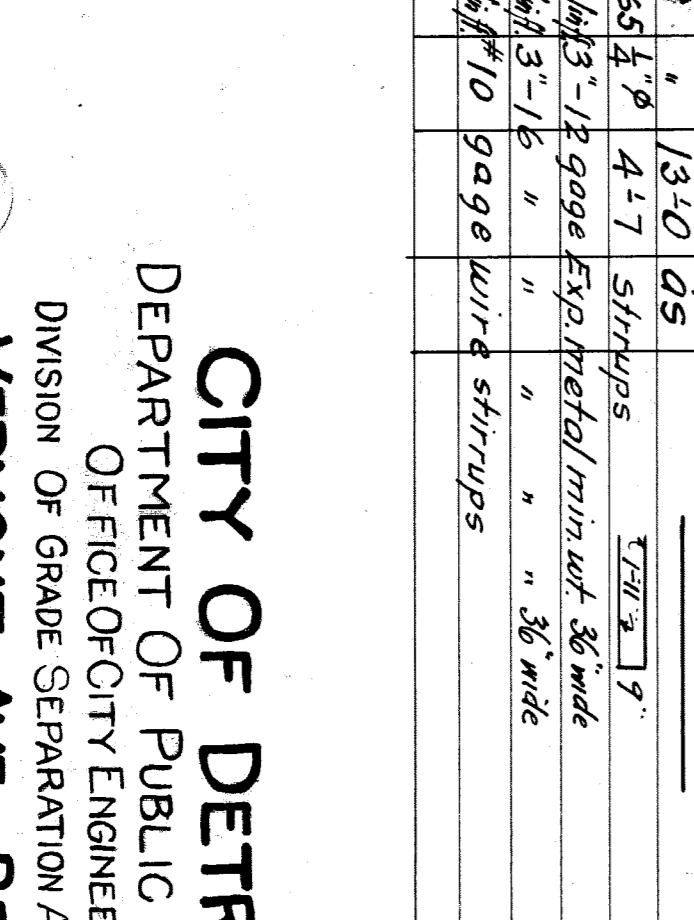 " 13'-0 as
65 1/4"φ 4'-7 stirrups 1'-11 1/2 9"
lin.ft. 3"-12 gage Exp. metal min. wt. 36" wide
lin.ft. 3"-16 " " " " " 36" wide
lin.ft. #10 gage wire stirrups
CITY OF DETR
DEPARTMENT OF PUBLIC
OFFICE OF CITY ENGINEE
DIVISION OF GRADE SEPARATION A